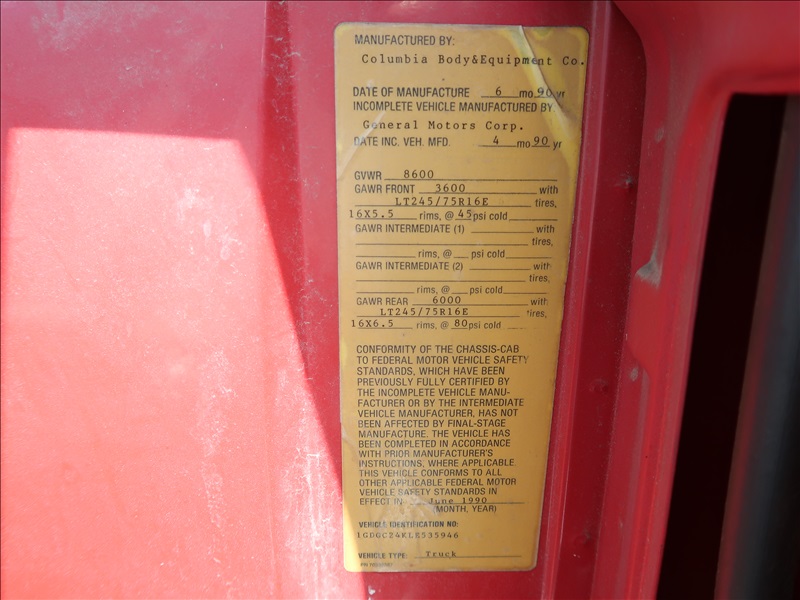 MANUFACTURED BY:
Columbia Body&Equipment Co.
DATE OF MANUFACTURE 6 mo. 90 yr
INCOMPLETE VEHICLE MANUFACTURED BY
General Motors Corp.
DATE INC. VEH. MFD. 4 mo 90 yr
GVWR 8600
GAWR FRONT 3600 with
LT245/75R16E tires,
16X5.5 rims, @ 45 psi cold
GAWR INTERMEDIATE (1) with
tires,
rims, @ psi cold
GAWR INTERMEDIATE (2) with
tires,
rims, @ psi cold
GAWR REAR 6000 with
LT245/75R16E tires,
16X6.5 rims, @ 80 psi cold
CONFORMITY OF THE CHASSIS-CAB
TO FEDERAL MOTOR VEHICLE SAFETY
STANDARDS, WHICH HAVE BEEN
PREVIOUSLY FULLY CERTIFIED BY
THE INCOMPLETE VEHICLE MANU-
FACTURER OR BY THE INTERMEDIATE
VEHICLE MANUFACTURER, HAS NOT
BEEN AFFECTED BY FINAL-STAGE
MANUFACTURE. THE VEHICLE HAS
BEEN COMPLETED IN ACCORDANCE
WITH PRIOR MANUFACTURER'S
INSTRUCTIONS, WHERE APPLICABLE.
THIS VEHICLE CONFORMS TO ALL
OTHER APPLICABLE FEDERAL MOTOR
VEHICLE SAFETY STANDARDS IN
EFFECT IN June 1990
(MONTH, YEAR)
VEHICLE IDENTIFICATION NO:
1GDGC24KLE535946
VEHICLE TYPE: Truck